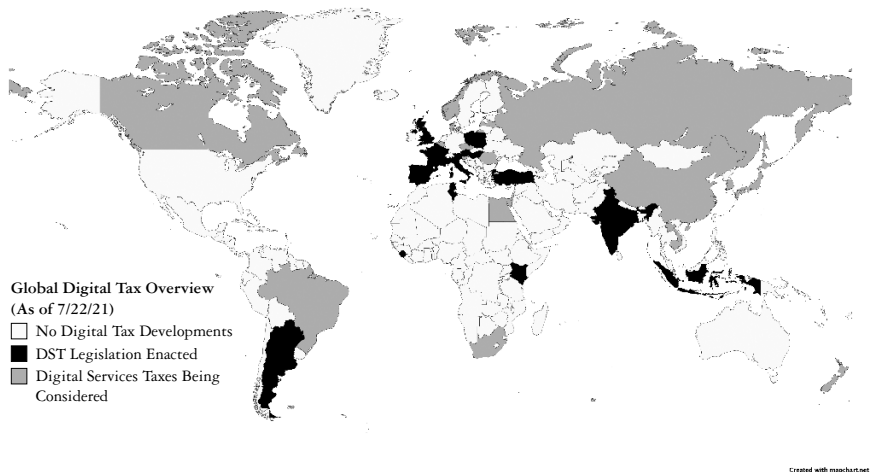 Global Digital Tax Overview
(As of 7/22/21)
No Digital Tax Developments
DST Legislation Enacted
Digital Services Taxes Being
Considered
Created with mapchart.net